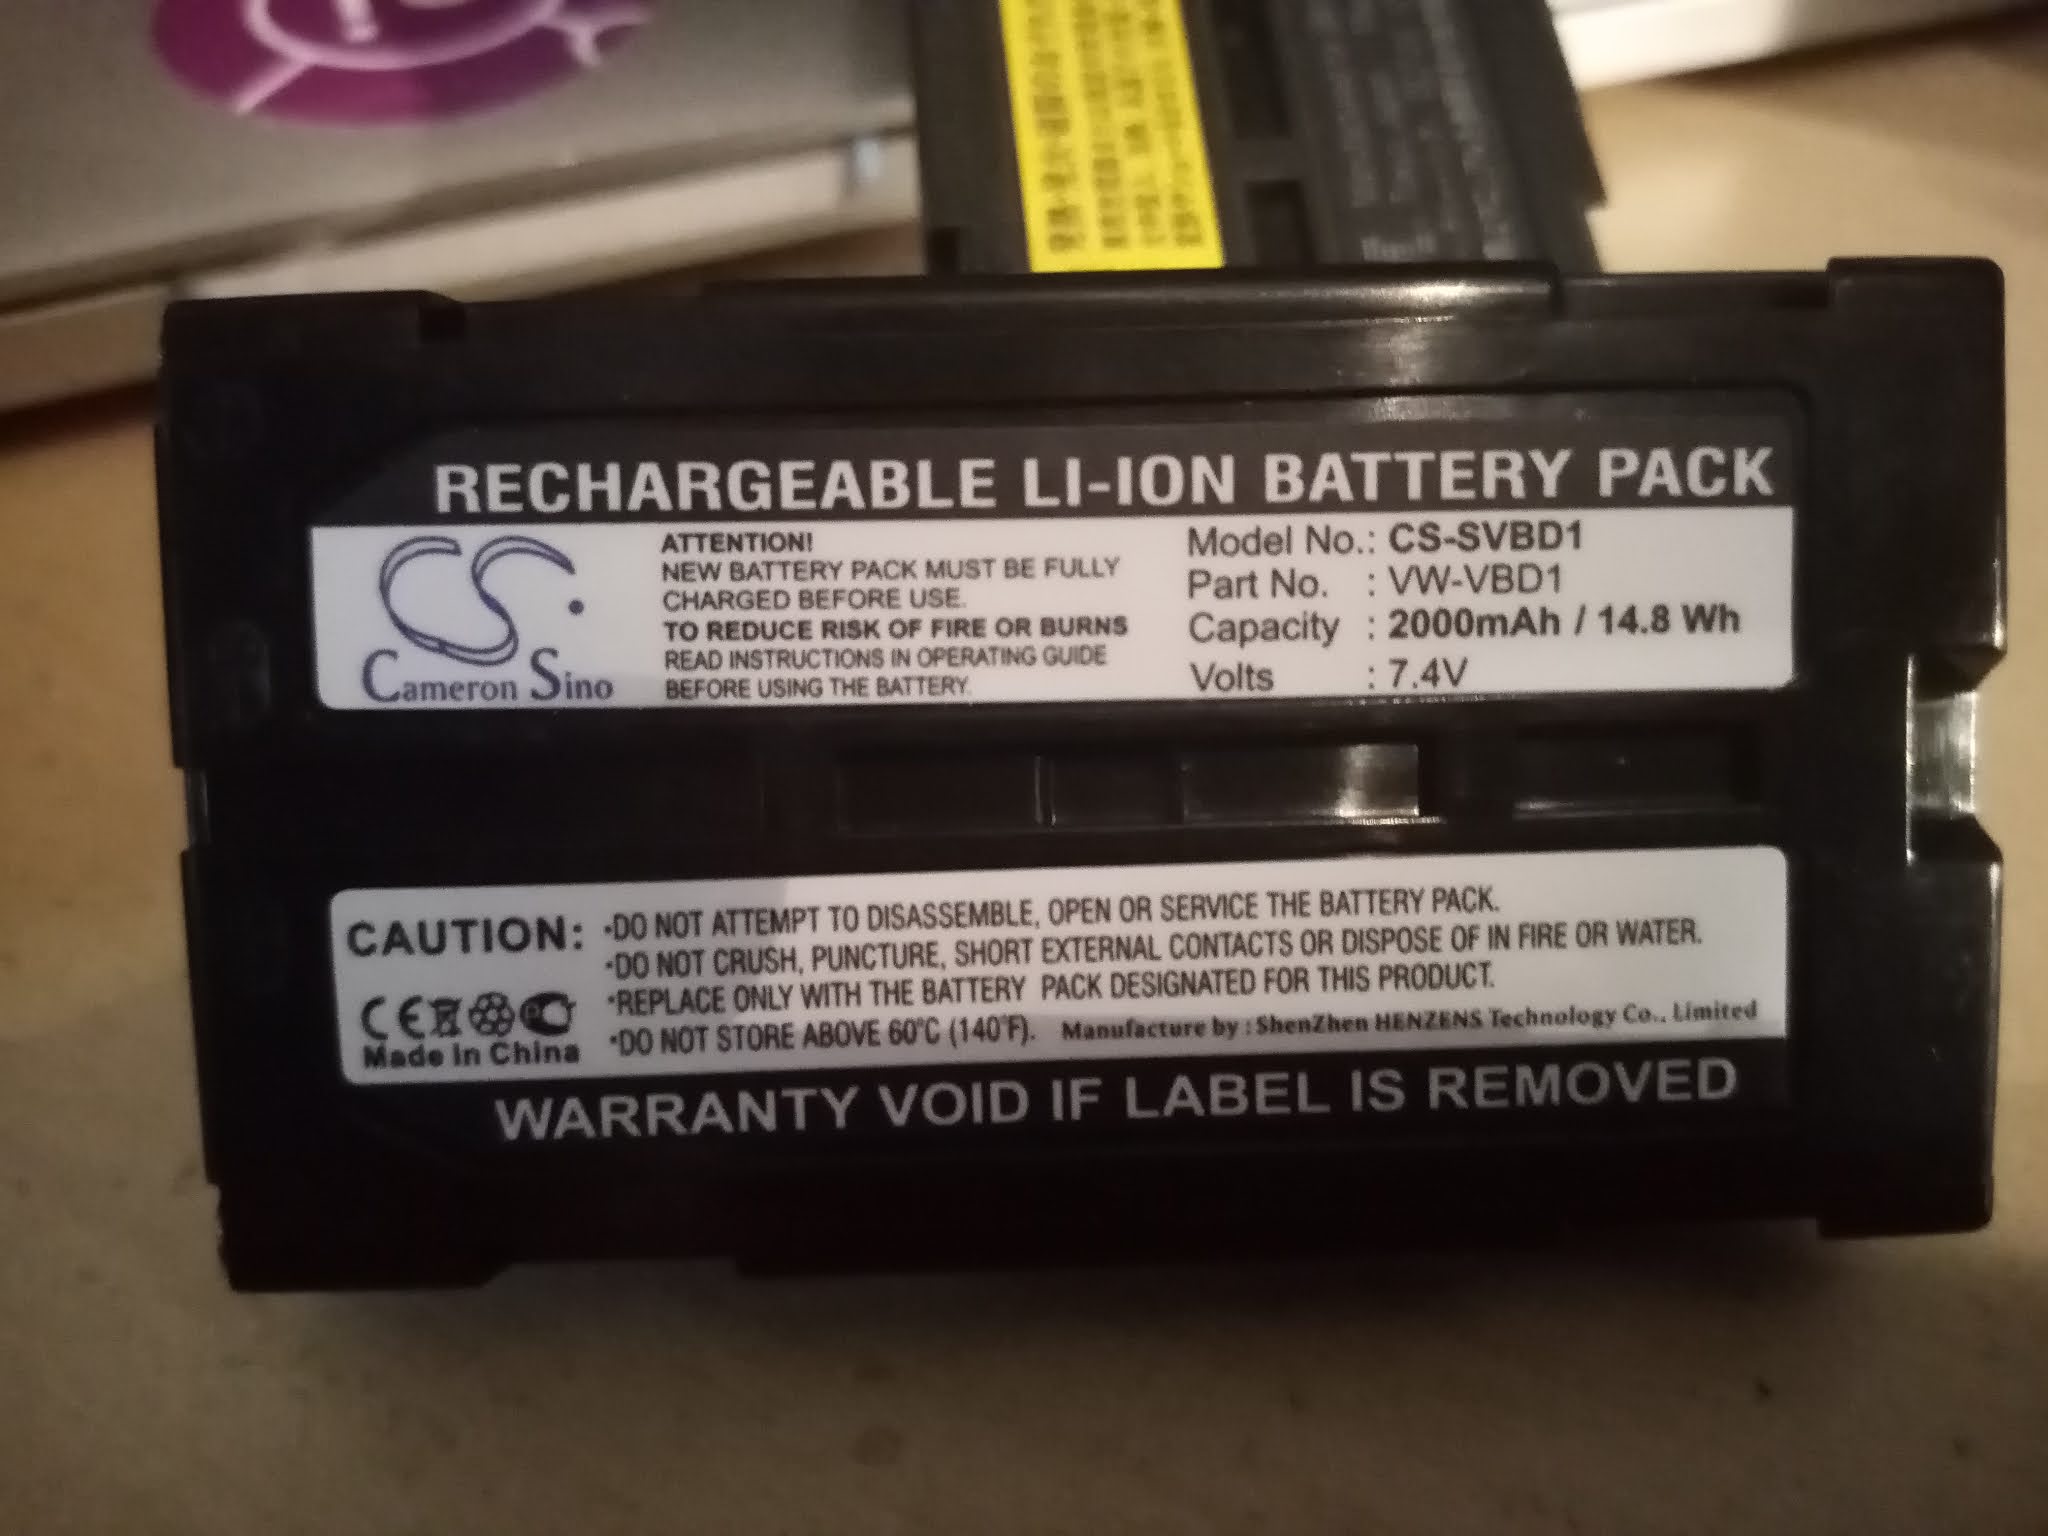 RECHARGEABLE LI-ION BATTERY PACK
CS.
Cameron Sino
ATTENTION!
NEW BATTERY PACK MUST BE FULLY
CHARGED BEFORE USE.
TO REDUCE RISK OF FIRE OR BURNS
READ INSTRUCTIONS IN OPERATING GUIDE
BEFORE USING THE BATTERY.
Model No.: CS-SVBD1
Part No. : VW-VBD1
Capacity : 2000mAh / 14.8 Wh
Volts : 7.4V
CAUTION:
CE
Made in China
•DO NOT ATTEMPT TO DISASSEMBLE, OPEN OR SERVICE THE BATTERY PACK.
•DO NOT CRUSH, PUNCTURE, SHORT EXTERNAL CONTACTS OR DISPOSE OF IN FIRE OR WATER.
•REPLACE ONLY WITH THE BATTERY PACK DESIGNATED FOR THIS PRODUCT.
•DO NOT STORE ABOVE 60°C (140°F). Manufacture by : ShenZhen HENZENS Technology Co., Limited
WARRANTY VOID IF LABEL IS REMOVED